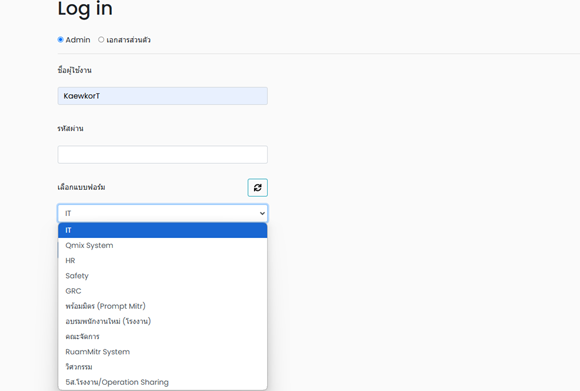 Log in
Admin เอกสารส่วนตัว
ชื่อผู้ใช้งาน
KaewkorT
รหัสผ่าน
เลือกแบบฟอร์ม
IT
IT
Qmix System
HR
Safety
GRC
พร้อมมิตร (Prompt Mitr)
อบรมพนักงานใหม่ (โรงงาน)
คณะจัดการ
RuamMitr System
วิศวกรรม
5ส.โรงงาน/Operation Sharing